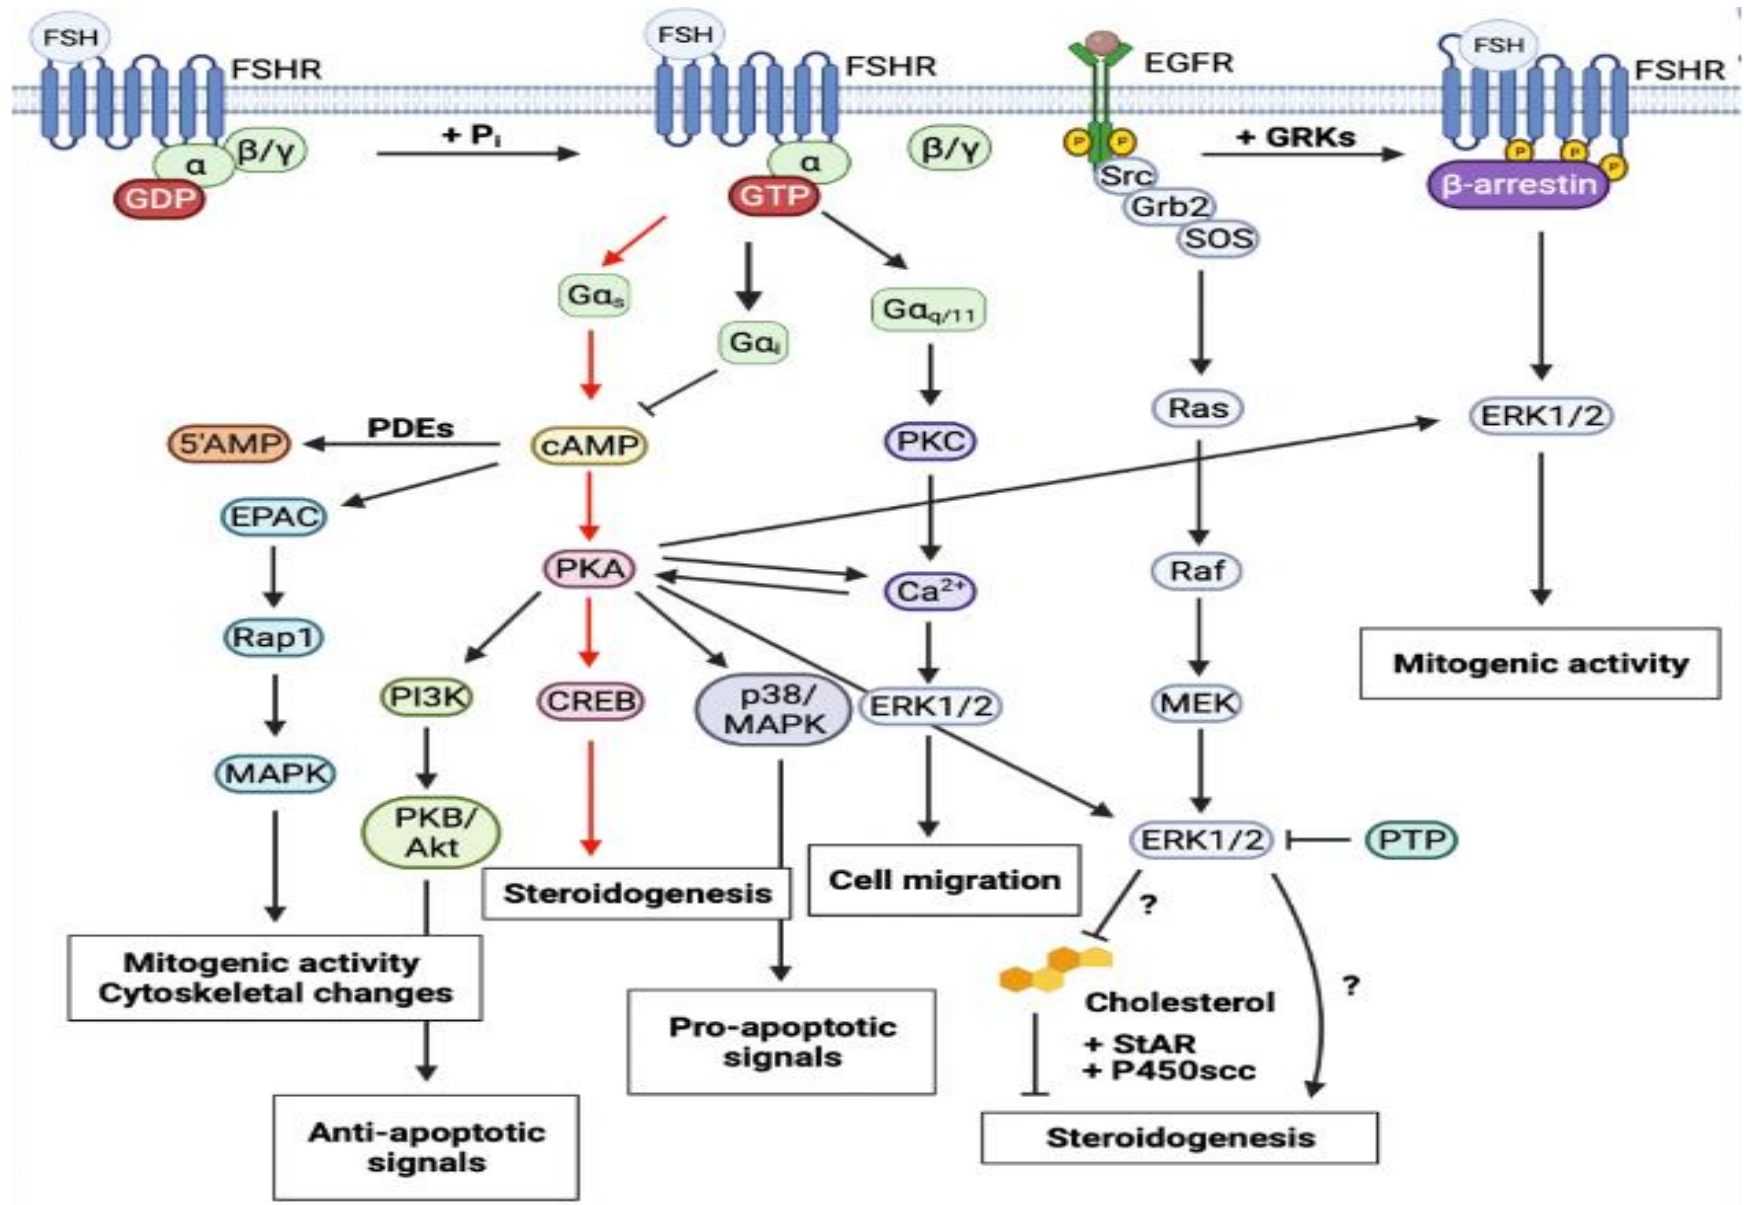 FSH
FSHR
α
β/γ
GDP
+ Pᵢ
FSH
FSHR
α
GTP
β/γ
EGFR
P
P
Src
Grb2
SOS
+ GRKs
FSH
FSHR
P
P
P
β-arrestin
Gαₛ
Gαᵢ
Gα q/11
5'AMP
PDEs
cAMP
PKC
Ras
ERK1/2
EPAC
PKA
Ca²⁺
Raf
Rap1
Mitogenic activity
PI3K
CREB
p38/
MAPK
ERK1/2
MEK
MAPK
PKB/
Akt
ERK1/2
PTP
Steroidogenesis
Cell migration
?
Mitogenic activity
Cytoskeletal changes
?
Cholesterol
+ StAR
+ P450scc
Pro-apoptotic
signals
Anti-apoptotic
signals
Steroidogenesis